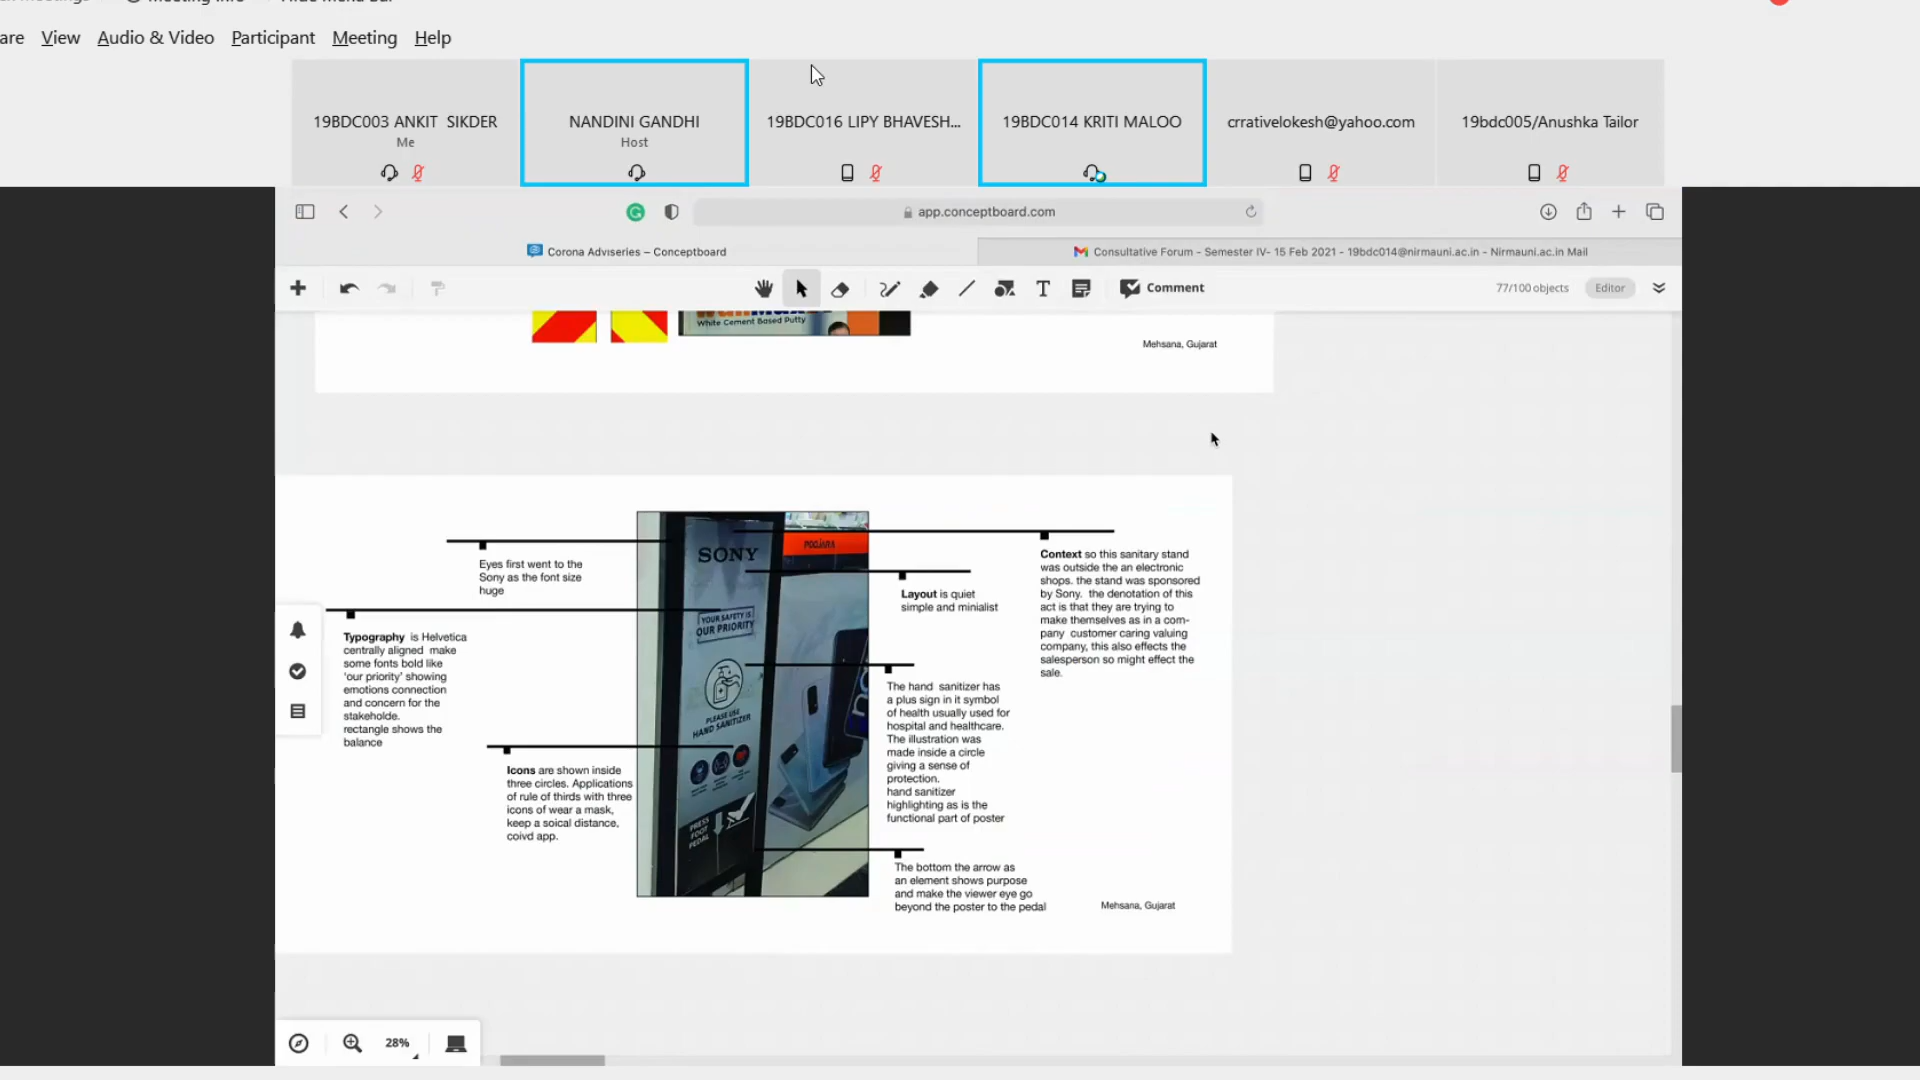 Meeting Info
Hide Menu Bar
are View Audio & Video Participant Meeting Help
19BDC003 ANKIT SIKDER
Me
NANDINI GANDHI
Host
19BDC016 LIPY BHAVESH...
19BDC014 KRITI MALOO
crrativelokesh@yahoo.com
19bdc005/Anushka Tailor
app.conceptboard.com
Corona Adviseries – Conceptboard
Consultative Forum - Semester IV- 15 Feb 2021 - 19bdc014@nirmauni.ac.in - Nirmauni.ac.in Mail
Comment
77/100 objects
Editor
White Cement Based Putty
Mehsana, Gujarat
Eyes first went to the
Sony as the font size
huge
Typography is Helvetica
centrally aligned make
some fonts bold like
'our priority' showing
emotions connection
and concern for the
stakeholde.
rectangle shows the
balance
Icons are shown inside
three circles. Applications
of rule of thirds with three
icons of wear a mask,
keep a soical distance,
coivd app.
SONY
YOUR SAFETY IS
OUR PRIORITY
PLEASE USE
HAND SANITIZER
PRESS
FOOT
PEDAL
POOJARA
Layout is quiet
simple and minialist
The hand sanitizer has
a plus sign in it symbol
of health usually used for
hospital and healthcare.
The illustration was
made inside a circle
giving a sense of
protection.
hand sanitizer
highlighting as is the
functional part of poster
The bottom the arrow as
an element shows purpose
and make the viewer eye go
beyond the poster to the pedal
Context so this sanitary stand
was outside the an electronic
shops. the stand was sponsored
by Sony. the denotation of this
act is that they are trying to
make themselves as in a com-
pany customer caring valuing
company, this also effects the
salesperson so might effect the
sale.
Mehsana, Gujarat
28%